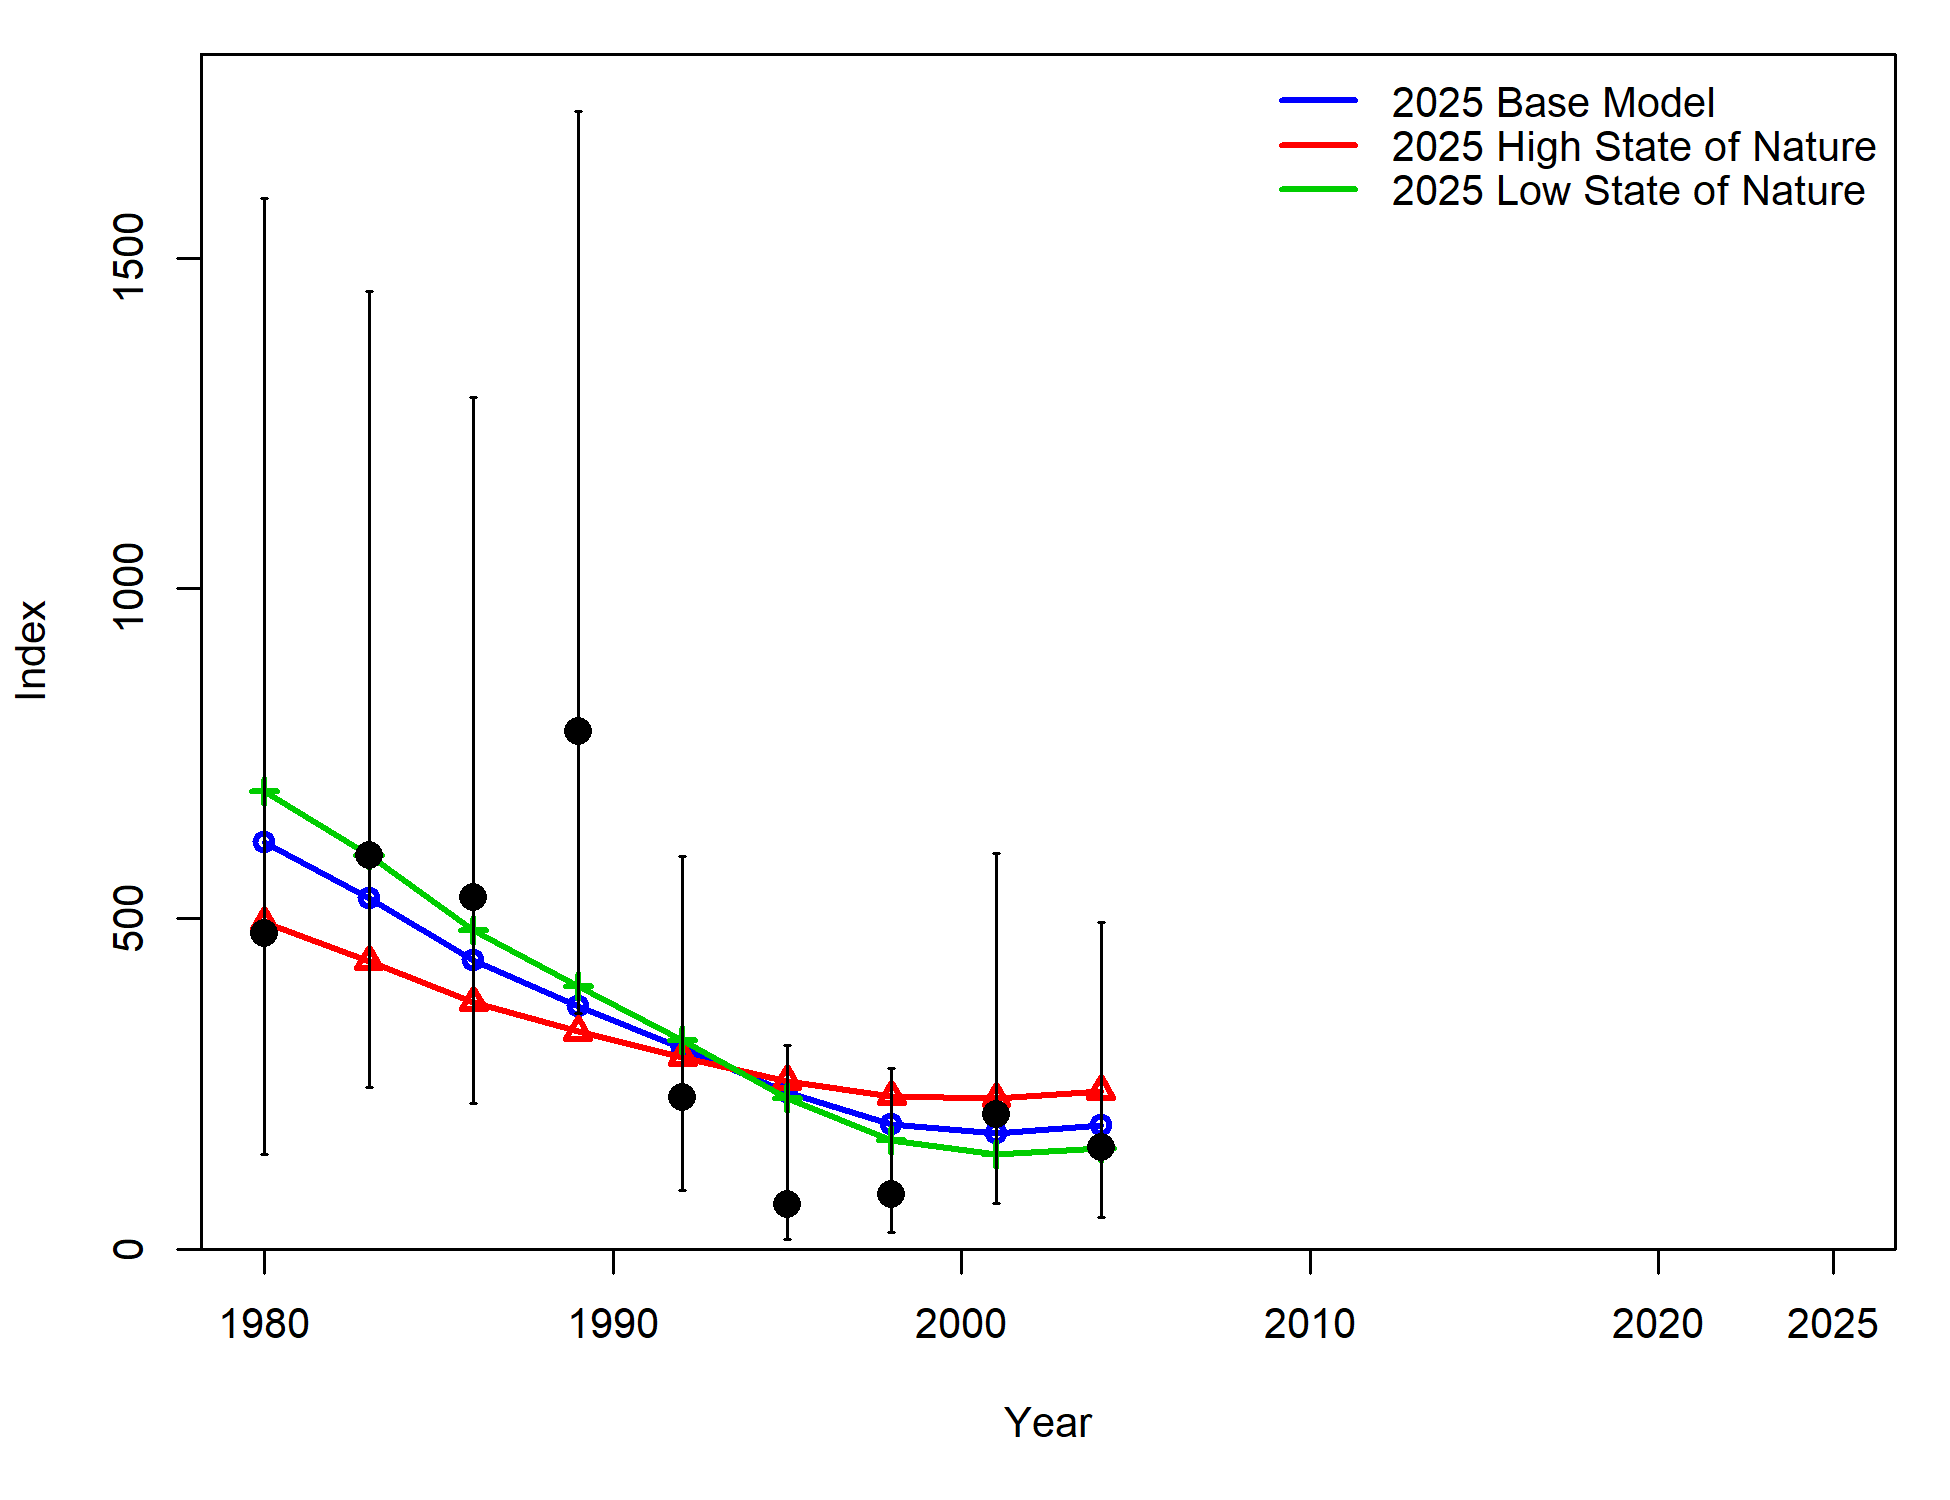 2025 Base Model
2025 High State of Nature
2025 Low State of Nature
1500
1000
500
0
Index
1980 1990 2000 2010 2020 2025
Year